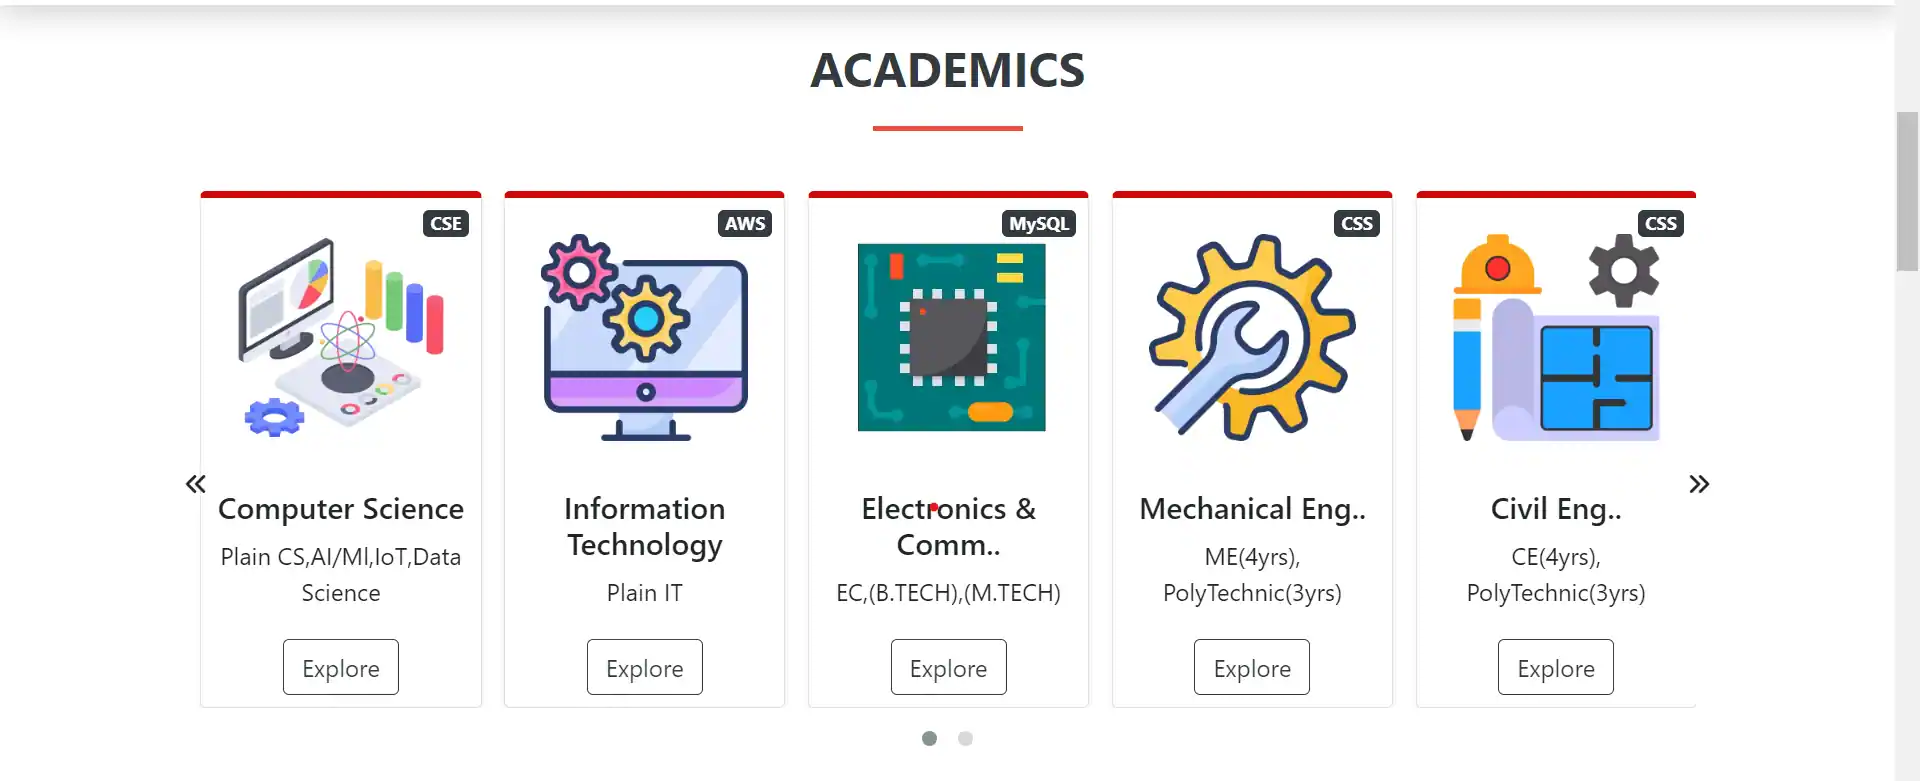 ACADEMICS
CSE
Computer Science
Plain CS,AI/Ml,IoT,Data
Science
Explore
AWS
Information
Technology
Plain IT
Explore
MySQL
Electronics &
Comm..
EC,(B.TECH),(M.TECH)
Explore
CSS
Mechanical Eng..
ME(4yrs),
PolyTechnic(3yrs)
Explore
CSS
Civil Eng..
CE(4yrs),
PolyTechnic(3yrs)
Explore